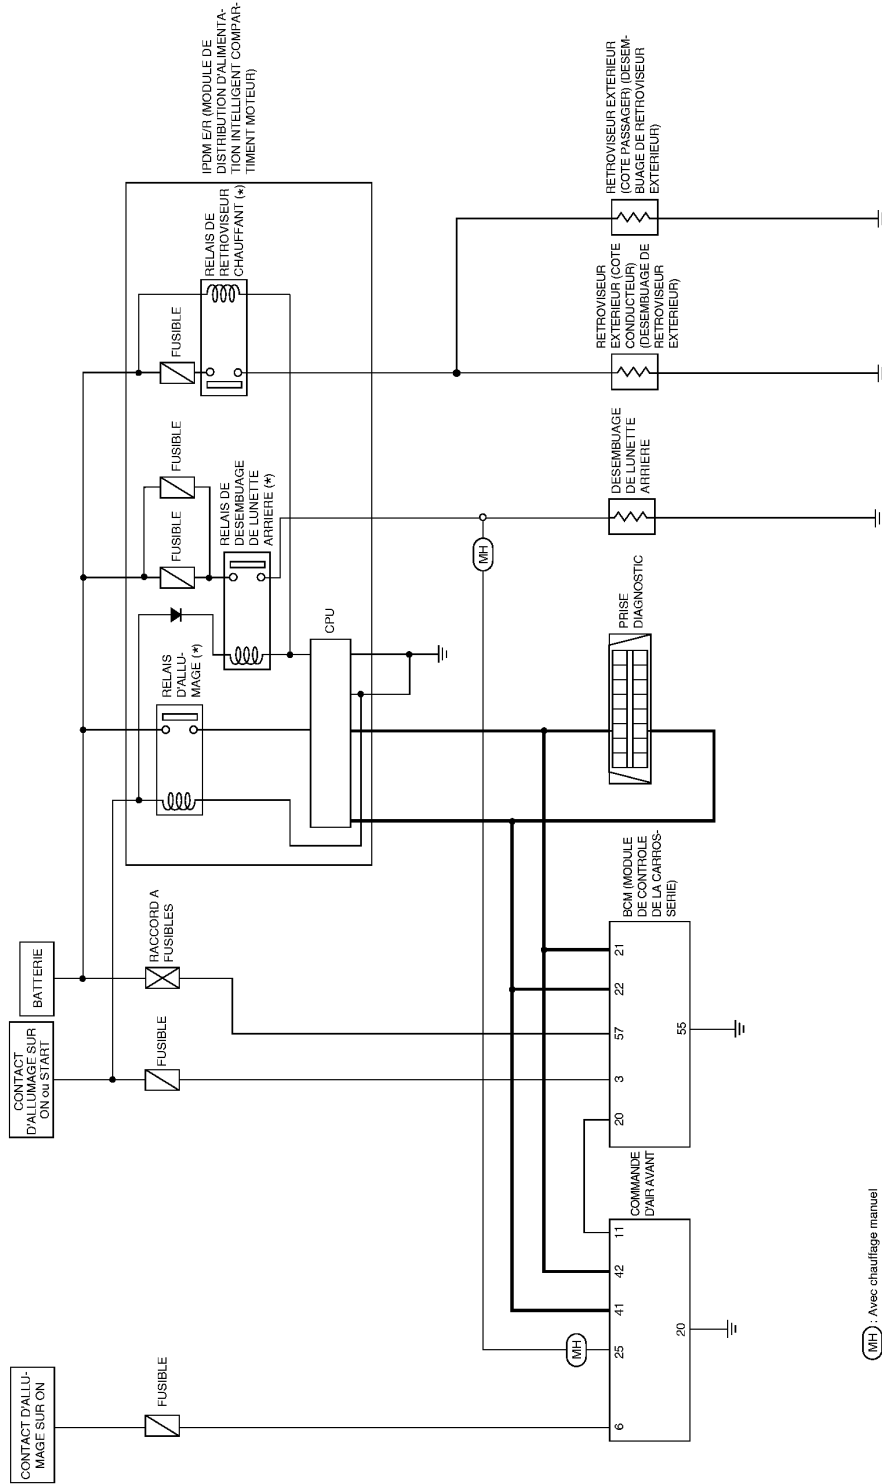 CONTACT D'ALLU-
MAGE SUR ON
CONTACT
D'ALLUMAGE SUR
ON ou START
BATTERIE
FUSIBLE
FUSIBLE
RACCORD A
FUSIBLES
RELAIS
D'ALLU-
MAGE (*)
FUSIBLE
FUSIBLE
FUSIBLE
RELAIS DE
DESEMBUAGE
DE LUNETTE
ARRIERE (*)
RELAIS DE
RETROVISEUR
CHAUFFANT (*)
IPDM E/R (MODULE DE
DISTRIBUTION D'ALIMENTA-
TION INTELLIGENT COMPAR-
TIMENT MOTEUR)
CPU
MH
MH
6
25
41
42
11
20
COMMANDE
D'AIR AVANT
20
3
57
22
21
55
BCM (MODULE
DE CONTROLE
DE LA CARROS-
SERIE)
PRISE
DIAGNOSTIC
DESEMBUAGE
DE LUNETTE
ARRIERE
RETROVISEUR
EXTERIEUR (COTE
CONDUCTEUR)
(DESEMBUAGE DE
RETROVISEUR
EXTERIEUR)
RETROVISEUR EXTERIEUR
(COTE PASSAGER) (DESEM-
BUAGE DE RETROVISEUR
EXTERIEUR)
MH : Avec chauffage manuel